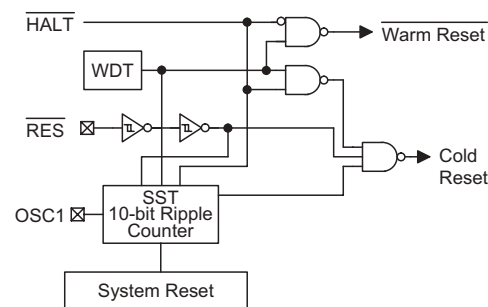 HALT
Warm Reset
WDT
RES
Cold
Reset
SST
10-bit Ripple
Counter
OSC1
System Reset